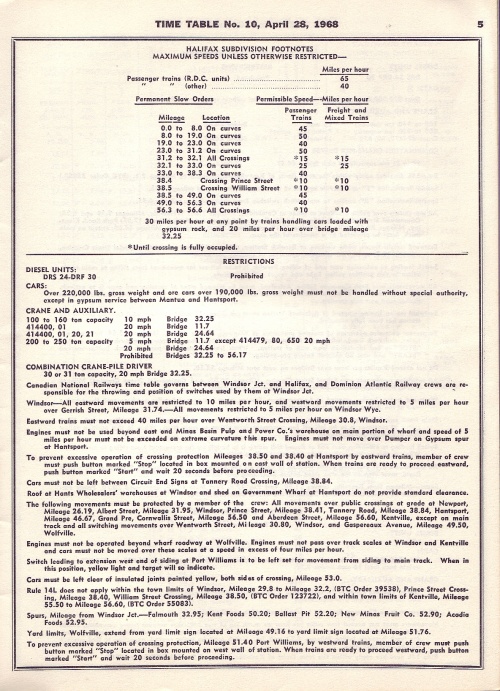 TIME TABLE No. 10, April 28, 1968 5
HALIFAX SUBDIVISION FOOTNOTES
MAXIMUM SPEEDS UNLESS OTHERWISE RESTRICTED—
Miles per hour
Passenger trains (R.D.C. units) 65
" " (other) 40
Permanent Slow Orders Permissible Speed—Miles per hour
Passenger Freight and
Mileage Location Trains Mixed Trains
0.0 to 8.0 On curves 45
8.0 to 19.0 On curves 50
19.0 to 23.0 On curves 40
23.0 to 31.2 On curves 50
31.2 to 32.1 All Crossings *15 *15
32.1 to 33.0 On curves 25 25
33.0 to 38.3 On curves 40
38.4 Crossing Prince Street *10 *10
38.5 Crossing William Street *10 *10
38.5 to 49.0 On curves 45
49.0 to 56.3 On curves 40
56.3 to 56.6 All Crossings *10 *10
30 miles per hour at any point by trains handling cars loaded with
gypsum rock, and 20 miles per hour over bridge mileage
32.25
*Until crossing is fully occupied.
RESTRICTIONS
DIESEL UNITS:
DRS 24-DRF 30 Prohibited
CARS:
Over 220,000 lbs. gross weight and ore cars over 190,000 lbs. gross weight must not be handled without special authority,
except in gypsum service between Mantua and Hantsport.
CRANE AND AUXILIARY.
100 to 160 ton capacity 10 mph Bridge 32.25
414400, 01 20 mph Bridge 11.7
414400, 01, 20, 21 20 mph Bridge 24.64
200 to 250 ton capacity 5 mph Bridge 11.7 except 414479, 80, 650 20 mph
20 mph Bridge 24.64
Prohibited Bridges 32.25 to 56.17
COMBINATION CRANE-PILE DRIVER
30 or 31 ton capacity, 20 mph Bridge 32.25.
Canadian National Railways time table governs between Windsor Jct. and Halifax, and Dominion Atlantic Railway crews are re-
sponsible for the throwing and position of switches used by them at Windsor Jct.
Windsor—All eastward movements are restricted to 10 miles per hour, and westward movements restricted to 5 miles per hour
over Gerrish Street, Mileage 31.74.—All movements restricted to 5 miles per hour on Windsor Wye.
Eastward trains must not exceed 40 miles per hour over Wentworth Street Crossing, Mileage 30.8, Windsor.
Engines must not be used beyond east end of Minas Basin Pulp and Power Co.'s warehouse on main portion of wharf and speed of 5
miles per hour must not be exceeded on extreme curvature this spur. Engines must not move over Dumper on Gypsum spur
at Hantsport.
To prevent excessive operation of crossing protection at Mileages 38.50 and 38.40 at Hantsport by eastward trains, member of crew
must push button marked "Stop" located in box mounted on east wall of station. When trains are ready to proceed eastward,
push button marked "Start" and wait 20 seconds before proceeding.
Cars must not be left between Circuit End Signs at Tannery Road Crossing, Mileage 38.84.
Roof at Hants Wholesalers' warehouses at Windsor and shed on Government Wharf at Hantsport do not provide standard clearance.
The following movements must be protected by a member of the crew: All movements over public crossings at grade at Newport,
Mileage 26.19, Albert Street, Mileage 31.95, Windsor, Prince Street, Mileage 38.41, Tannery Road, Mileage 38.84, Hantsport,
Mileage 46.67, Grand Pre, Cornwallis Street, Mileage 56.50 and Aberdeen Street, Mileage 56.60, Kentville, except on main
track and all switching movements over Wentworth Street, Mileage 30.80, Windsor, and Gaspereaux Avenue, Mileage 49.50,
Wolfville.
Engines must not be operated beyond wharf roadway at Wolfville. Engines must not pass over track scales at Windsor and Kentville
and cars must not be moved over these scales at a speed in excess of four miles per hour.
Switch leading to extension west end of siding at Port Williams is to be left set for movement from siding to main track. When in
this position, yellow light and target will so indicate.
Cars must be left clear of insulated joints painted yellow, both sides of crossing, Mileage 53.0.
Rule 14L does not apply within the town limits of Windsor, Mileage 29.8 to Mileage 32.2, (BTC Order 39538), Prince Street Cross-
ing, Mileage 38.40, William Street Crossing, Mileage 38.50, (BTC Order 123722), and within town limits of Kentville, Mileage
55.50 to Mileage 56.60, (BTC Order 55083).
Spurs, Mileage from Windsor Jct.—Falmouth 32.95; Kent Foods 50.20; Ballast Pit 52.20; New Minas Fruit Co. 52.90; Acadia
Foods 52.95.
Yard limits, Wolfville, extend from yard limit sign located at Mileage 49.16 to yard limit sign located at Mileage 51.76.
To prevent excessive operation of crossing protection, Mileage 51.40 Port Williams, by westward trains, member of crew must push
button marked "Stop" located in box mounted on west wall of station. When trains are ready to proceed westward, push button
marked "Start" and wait 20 seconds before proceeding.